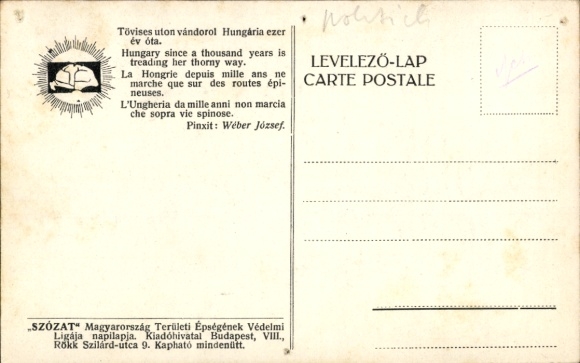 Tövises uton vándorol Hungária ezer
év óta.
Hungary since a thousand years is
treading her thorny way.
La Hongrie depuis mille ans ne
marche que sur des routes épi-
neuses.
L'Ungheria da mille anni non marcia
che sopra vie spinose.
Pinxit: Wéber József.
„SZÓZAT“ Magyarország Területi Épségének Védelmi
Ligája napilapja. Kiadóhivatal Budapest, VIII.,
Rökk Szilárd-utca 9. Kapható mindenütt.
LEVELEZŐ-LAP
CARTE POSTALE